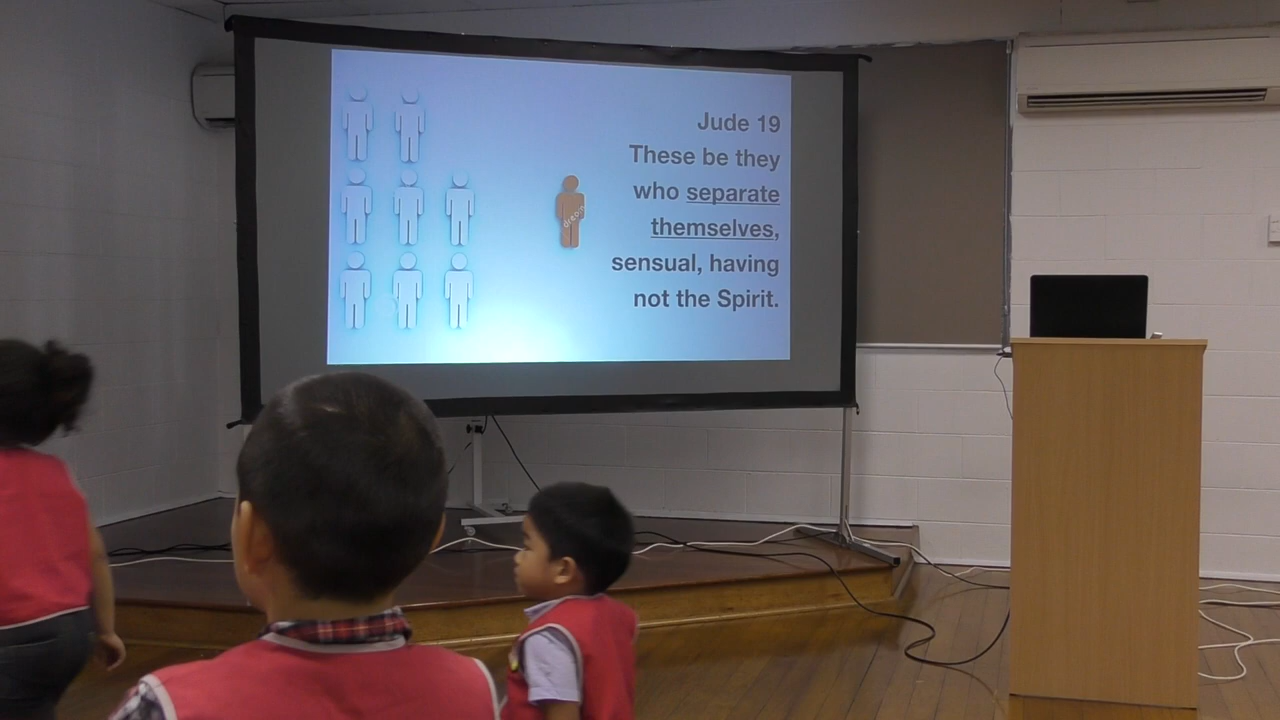 Jude 19
These be they
who separate
themselves,
sensual, having
not the Spirit.